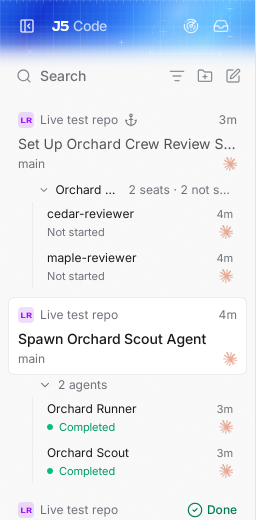 J5 Code
Search
LR Live test repo 3m
Set Up Orchard Crew Review S...
main
Orchard ... 2 seats · 2 not s...
cedar-reviewer 4m
Not started
maple-reviewer 4m
Not started
LR Live test repo 4m
Spawn Orchard Scout Agent
main
2 agents
Orchard Runner 3m
Completed
Orchard Scout 3m
Completed
LR Live test repo Done